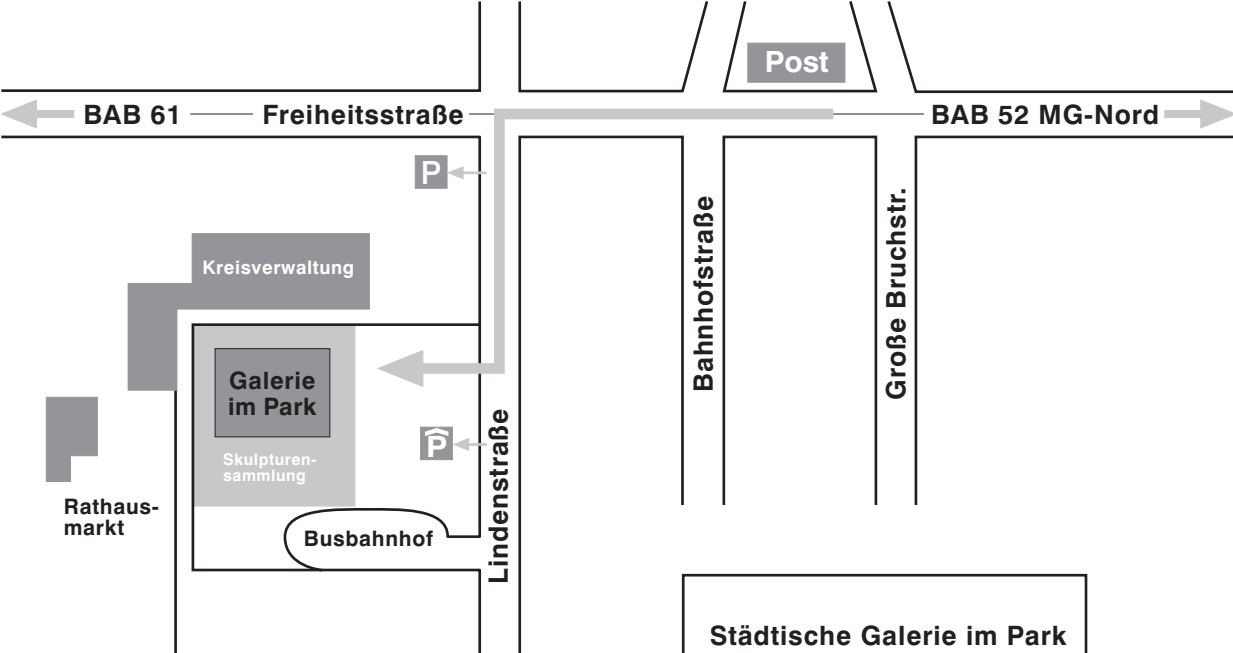 Post
BAB 61
Freiheitsstraße
BAB 52 MG-Nord
P
Bahnhofstraße
Große Bruchstr.
Kreisverwaltung
Galerie
im Park
P
Skulpturen-
sammlung
Lindenstraße
Rathaus-
markt
Busbahnhof
Städtische Galerie im Park